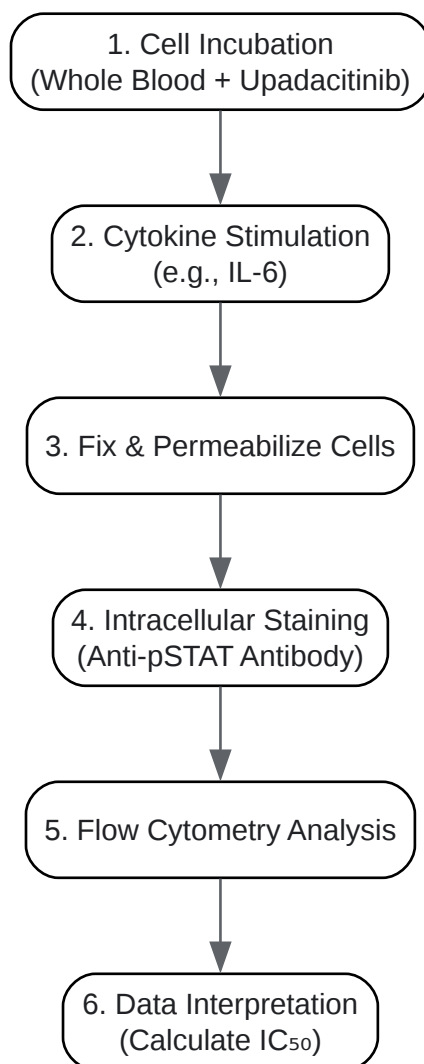 1. Cell Incubation
(Whole Blood + Upadacitinib)
2. Cytokine Stimulation
(e.g., IL-6)
3. Fix & Permeabilize Cells
4. Intracellular Staining
(Anti-pSTAT Antibody)
5. Flow Cytometry Analysis
6. Data Interpretation
(Calculate IC₅₀)